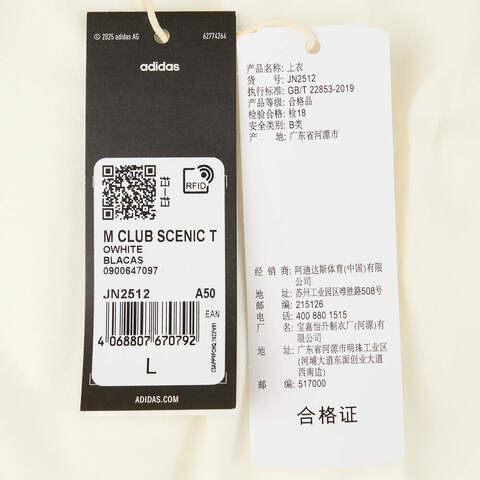 © 2025 adidas AG
62774264
adidas
RFID
M CLUB SCENIC T
OWHITE
BLACAS
0900647097
JN2512 A50
EAN
4 068807 670792
L
ADIDAS.COM
产品名称: 上衣
货 号: JN2512
执行标准: GB/T 22853-2019
产品等级: 合格品
检验合格: 检18
安全类别: B类
产 地: 广东省河源市
经 销 商: 阿迪达斯体育(中国)有限公司
地 址: 苏州工业园区唯胜路508号
邮 编: 215126
电 话: 400 880 1515
厂 名: 宝嘉怡升制衣厂(河源)有限公司
地 址: 广东省河源市明珠工业区(河埔大道东面创业大道西南边)
邮 编: 517000
合格证